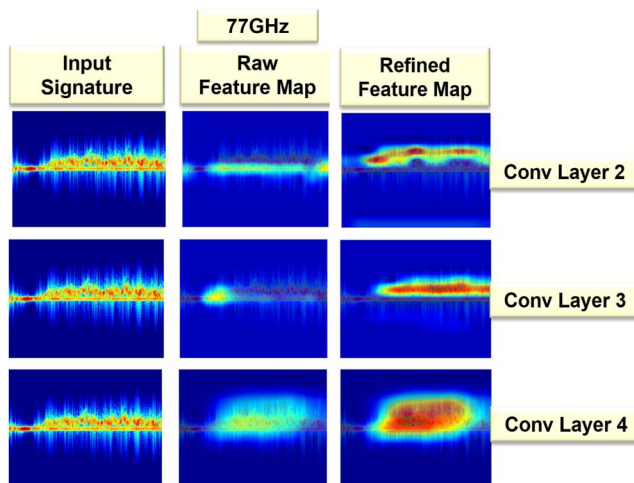 77GHz
Input
Signature
Raw
Feature Map
Refined
Feature Map
Conv Layer 2
Conv Layer 3
Conv Layer 4